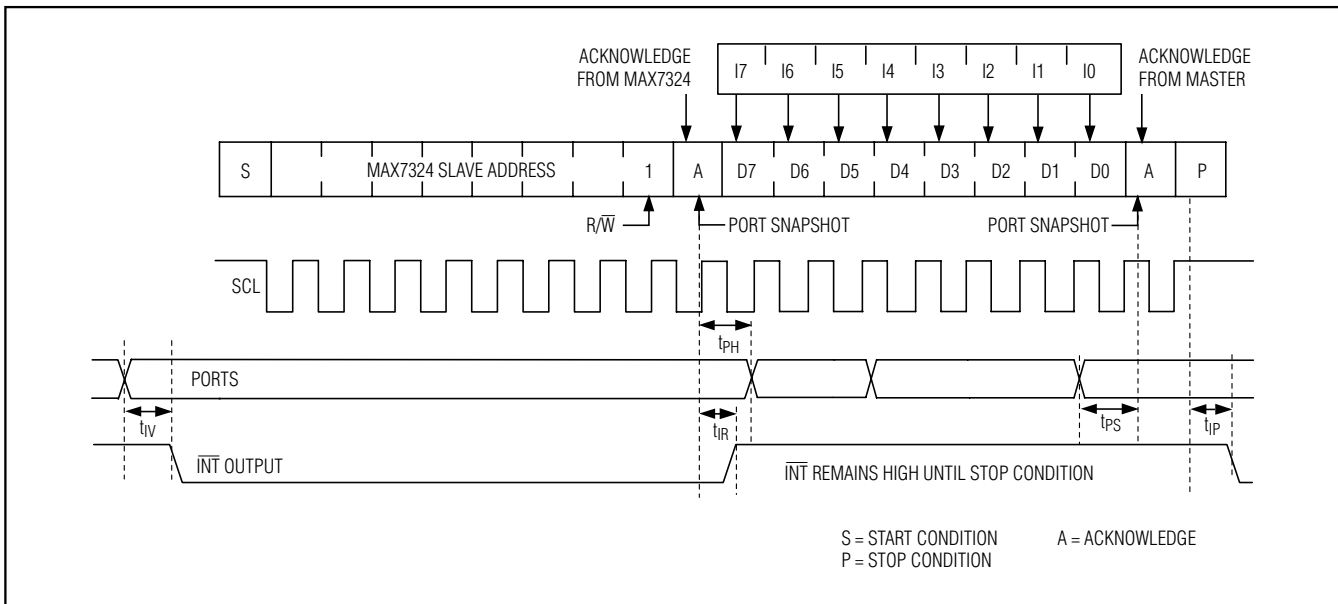 ACKNOWLEDGE
FROM MAX7324
I7 I6 I5 I4 I3 I2 I1 I0
ACKNOWLEDGE
FROM MASTER
S MAX7324 SLAVE ADDRESS 1 A D7 D6 D5 D4 D3 D2 D1 D0 A P
R/W̅ PORT SNAPSHOT PORT SNAPSHOT
SCL
tPH
PORTS
tIV tIR tPS tIP
I̅N̅T̅ OUTPUT I̅N̅T̅ REMAINS HIGH UNTIL STOP CONDITION
S = START CONDITION A = ACKNOWLEDGE
P = STOP CONDITION